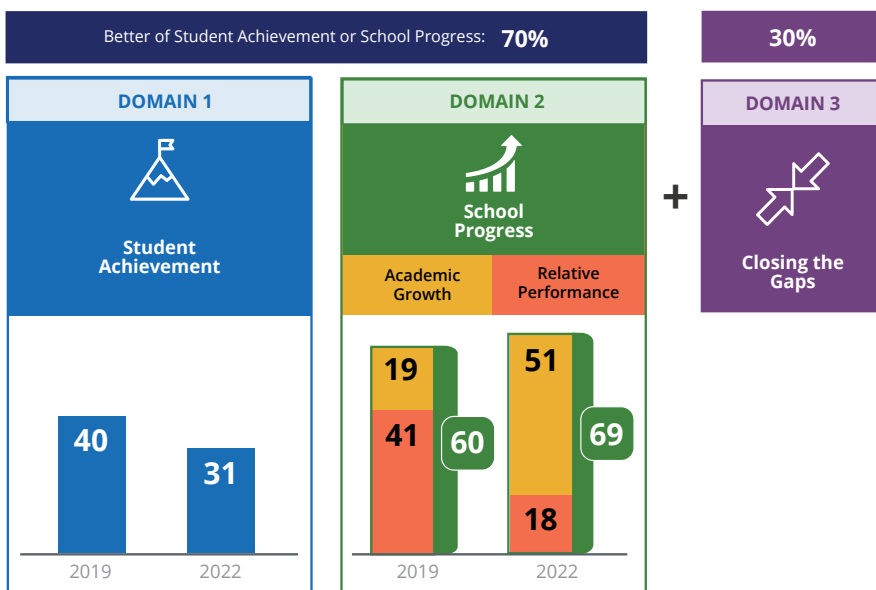 Better of Student Achievement or School Progress: 70%
30%
DOMAIN 1
Student
Achievement
40
31
2019
2022
DOMAIN 2
School
Progress
Academic
Growth
Relative
Performance
19
41
60
51
18
69
2019
2022
+
DOMAIN 3
Closing the
Gaps